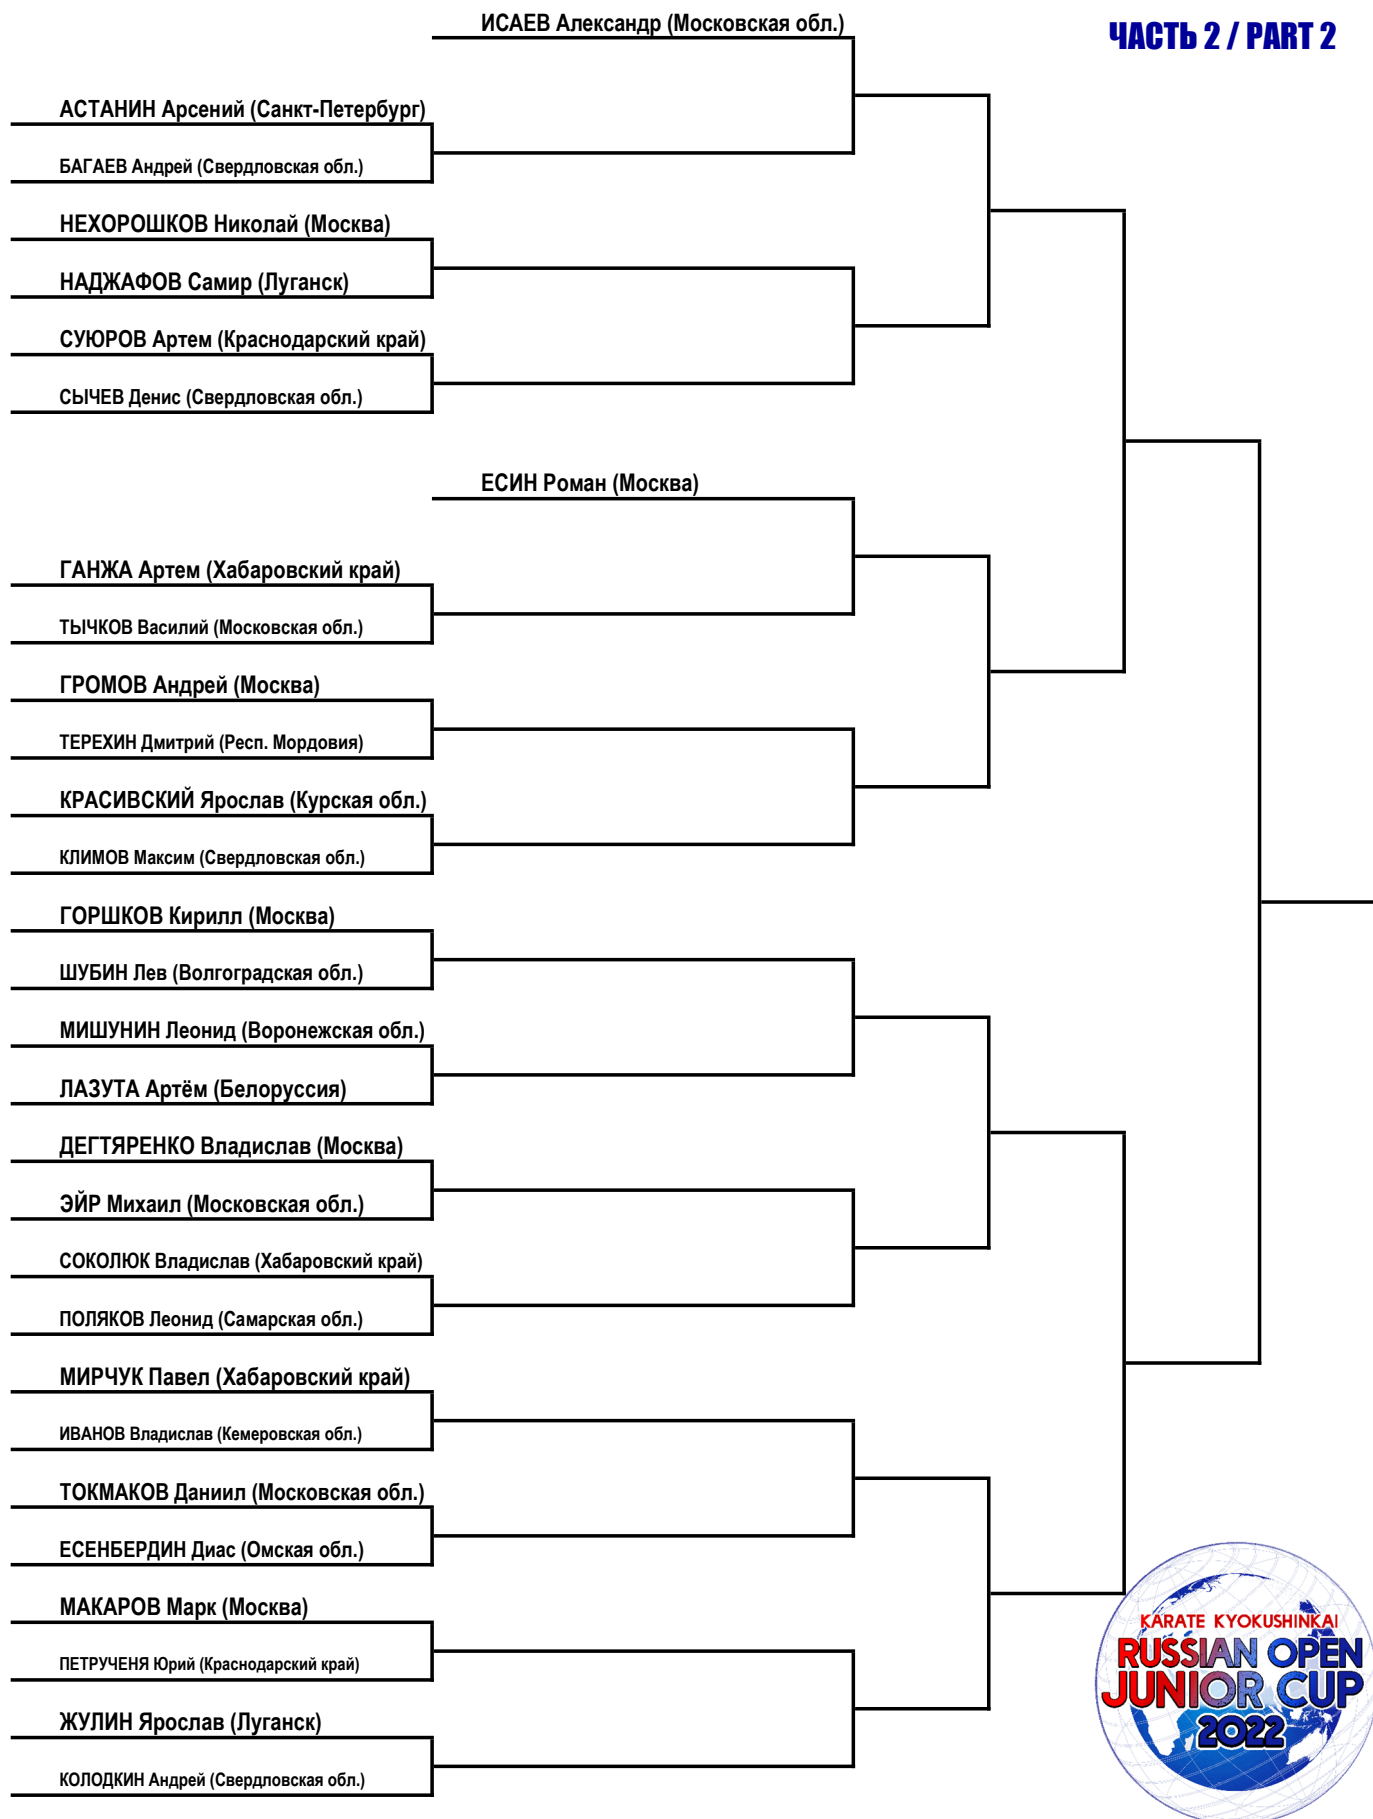 ИСАЕВ Александр (Московская обл.)
ЧАСТЬ 2 / PART 2
АСТАНИН Арсений (Санкт-Петербург)
БАГАЕВ Андрей (Свердловская обл.)
НЕХОРОШКОВ Николай (Москва)
НАДЖАФОВ Самир (Луганск)
СУЮРОВ Артем (Краснодарский край)
СЫЧЕВ Денис (Свердловская обл.)
ЕСИН Роман (Москва)
ГАНЖА Артем (Хабаровский край)
ТЫЧКОВ Василий (Московская обл.)
ГРОМОВ Андрей (Москва)
ТЕРЕХИН Дмитрий (Респ. Мордовия)
КРАСИВСКИЙ Ярослав (Курская обл.)
КЛИМОВ Максим (Свердловская обл.)
ГОРШКОВ Кирилл (Москва)
ШУБИН Лев (Волгоградская обл.)
МИШУНИН Леонид (Воронежская обл.)
ЛАЗУТА Артём (Белоруссия)
ДЕГТЯРЕНКО Владислав (Москва)
ЭЙР Михаил (Московская обл.)
СОКОЛЮК Владислав (Хабаровский край)
ПОЛЯКОВ Леонид (Самарская обл.)
МИРЧУК Павел (Хабаровский край)
ИВАНОВ Владислав (Кемеровская обл.)
ТОКМАКОВ Даниил (Московская обл.)
ЕСЕНБЕРДИН Диас (Омская обл.)
МАКАРОВ Марк (Москва)
ПЕТРУЧЕНЯ Юрий (Краснодарский край)
ЖУЛИН Ярослав (Луганск)
КОЛОДКИН Андрей (Свердловская обл.)
KARATE KYOKUSHINKAI
RUSSIAN OPEN
JUNIOR CUP
2022